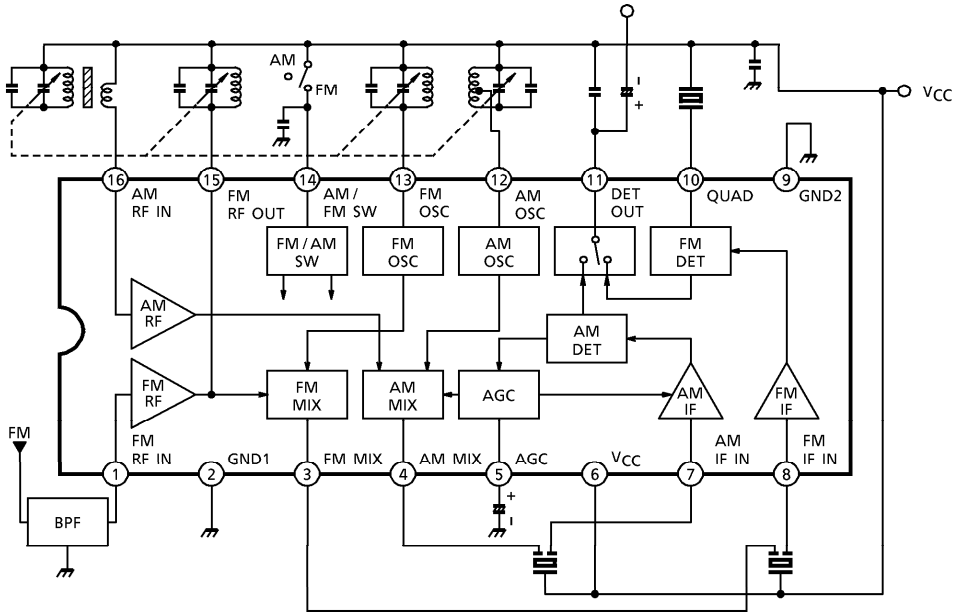 AM
FM
VCC
16
15
14
13
12
11
10
9
AM
RF IN
FM
RF OUT
AM /
FM SW
FM
OSC
AM
OSC
DET
OUT
QUAD
GND2
FM / AM
SW
FM
OSC
AM
OSC
FM
DET
AM
RF
AM
DET
FM
RF
FM
MIX
AM
MIX
AGC
AM
IF
FM
IF
FM
FM
RF IN
GND1
FM MIX
AM MIX
AGC
VCC
AM
IF IN
FM
IF IN
1
2
3
4
5
6
7
8
BPF